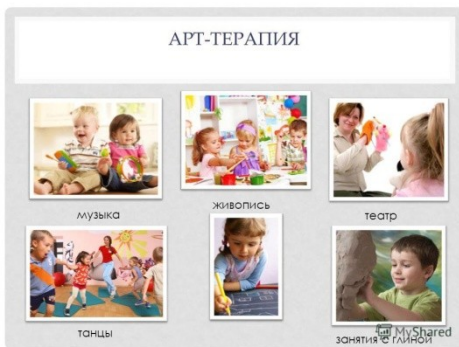 АРТ-ТЕРАПИЯ
музыка
живопись
театр
танцы
занятия с глиной
MyShared